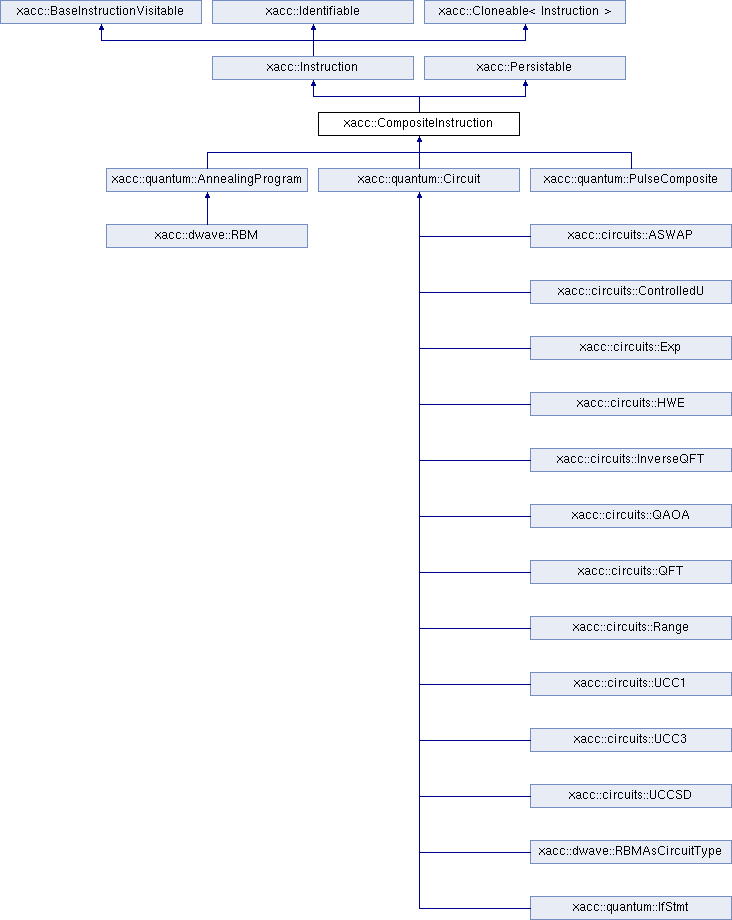 xacc::BaseInstructionVisitable
xacc::Identifiable
xacc::Cloneable< Instruction >
xacc::Instruction
xacc::Persistable
xacc::CompositeInstruction
xacc::quantum::AnnealingProgram
xacc::quantum::Circuit
xacc::quantum::PulseComposite
xacc::dwave::RBM
xacc::circuits::ASWAP
xacc::circuits::ControlledU
xacc::circuits::Exp
xacc::circuits::HWE
xacc::circuits::InverseQFT
xacc::circuits::QAOA
xacc::circuits::QFT
xacc::circuits::Range
xacc::circuits::UCC1
xacc::circuits::UCC3
xacc::circuits::UCCSD
xacc::dwave::RBMAsCircuitType
xacc::quantum::IfStmt